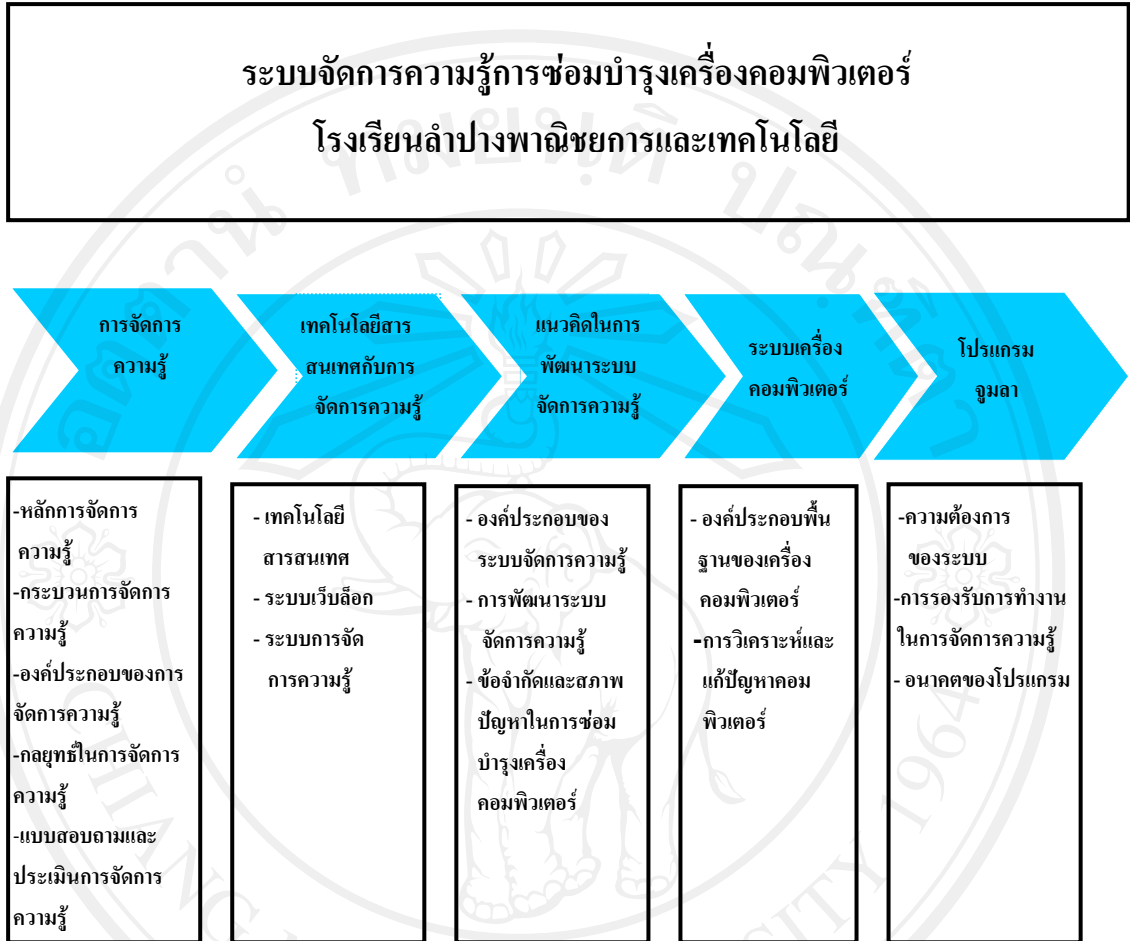 ระบบจัดการความรู้การซ่อมบำรุงเครื่องคอมพิวเตอร์
โรงเรียนลำปางพาณิชยการและเทคโนโลยี
การจัดการ
ความรู้
เทคโนโลยีสาร
สนเทศกับการ
จัดการความรู้
แนวคิดในการ
พัฒนาระบบ
จัดการความรู้
ระบบเครื่อง
คอมพิวเตอร์
โปรแกรม
จูมลา
-หลักการจัดการ
ความรู้
-กระบวนการจัดการ
ความรู้
-องค์ประกอบของการ
จัดการความรู้
-กลยุทธ์ในการจัดการ
ความรู้
-แบบสอบถามและ
ประเมินการจัดการ
ความรู้
- เทคโนโลยี
สารสนเทศ
- ระบบเว็บล็อก
- ระบบการจัด
การความรู้
- องค์ประกอบของ
ระบบจัดการความรู้
- การพัฒนาระบบ
จัดการความรู้
- ข้อจำกัดและสภาพ
ปัญหาในการซ่อม
บำรุงเครื่อง
คอมพิวเตอร์
- องค์ประกอบพื้น
ฐานของเครื่อง
คอมพิวเตอร์
-การวิเคราะห์และ
แก้ปัญหาคอม
พิวเตอร์
-ความต้องการ
ของระบบ
-การรองรับการทำงาน
ในการจัดการความรู้
- อนาคตของโปรแกรม